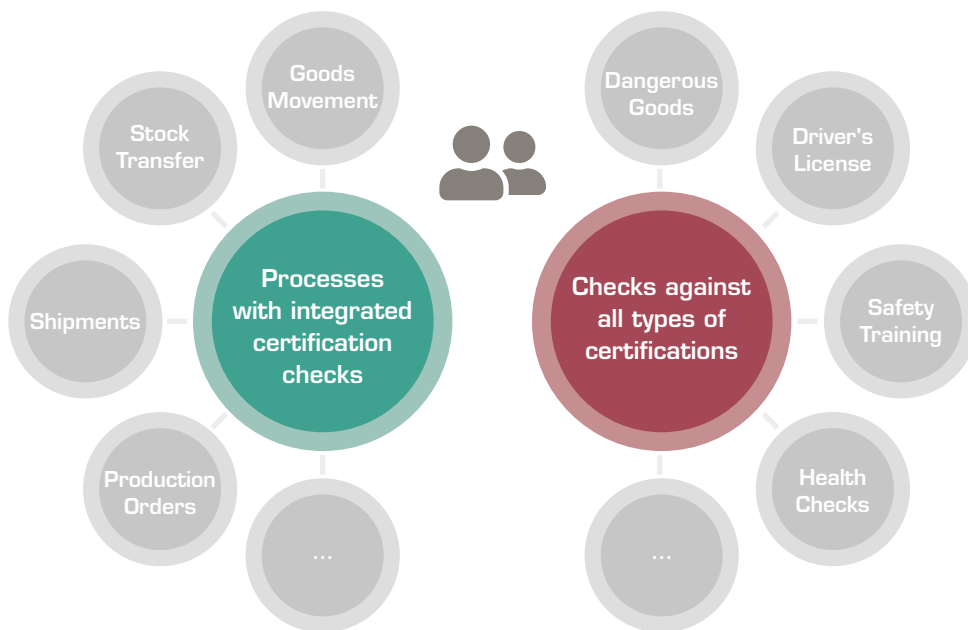 Goods
Movement
Stock
Transfer
Shipments
Production
Orders
...
Processes
with integrated
certification
checks
Dangerous
Goods
Driver's
License
Safety
Training
Health
Checks
...
Checks against
all types of
certifications